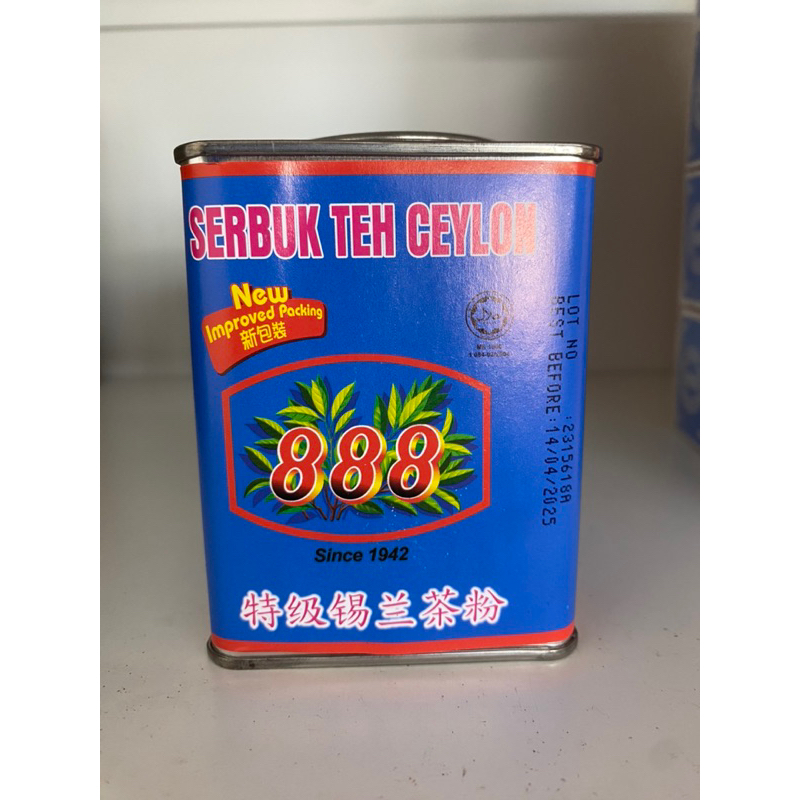 SERBUK TEH CEYLON
New
Improved Packing
新包装
888
Since 1942
特级锡兰茶粉
LOT NO :2315618A
BEST BEFORE:14/04/2025